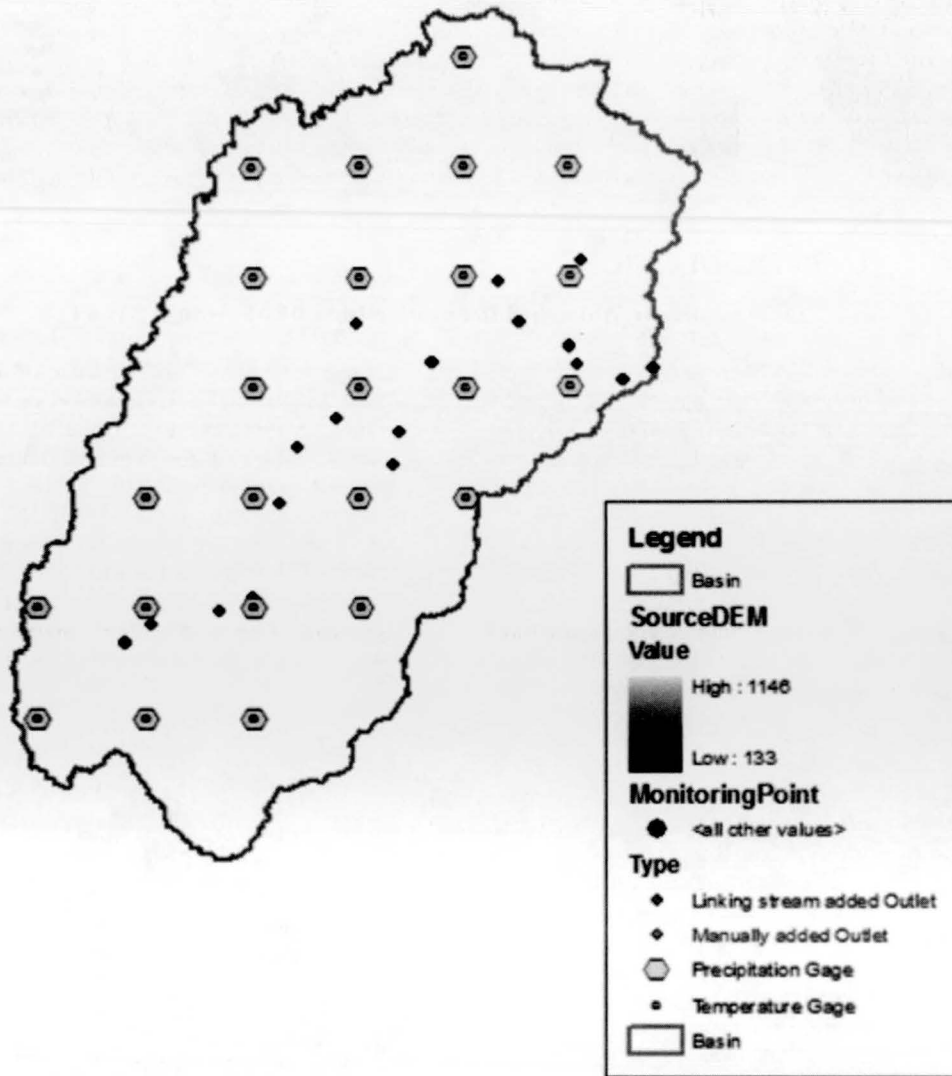 Legend
Basin
SourceDEM
Value
High : 1146
Low : 133
MonitoringPoint
<all other values>
Type
Linking stream added Outlet
Manually added Outlet
Precipitation Gage
Temperature Gage
Basin